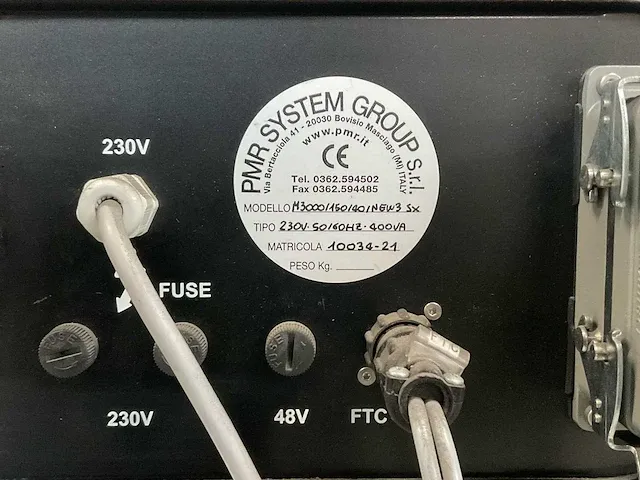 230V
PMR SYSTEM GROUP S.r.l.
Via Bertacciola 41 - 20030 Bovisio Masciago (MI) ITALY
www.pmr.it
CE
Tel. 0362.594502
Fax 0362.594485
MODELLO M3000/150/40/NEW3 Sx
TIPO 230V-50/60HZ-400VA
MATRICOLA 10034-21
PESO Kg.
FUSE
FUSE
230V
48V
FTC